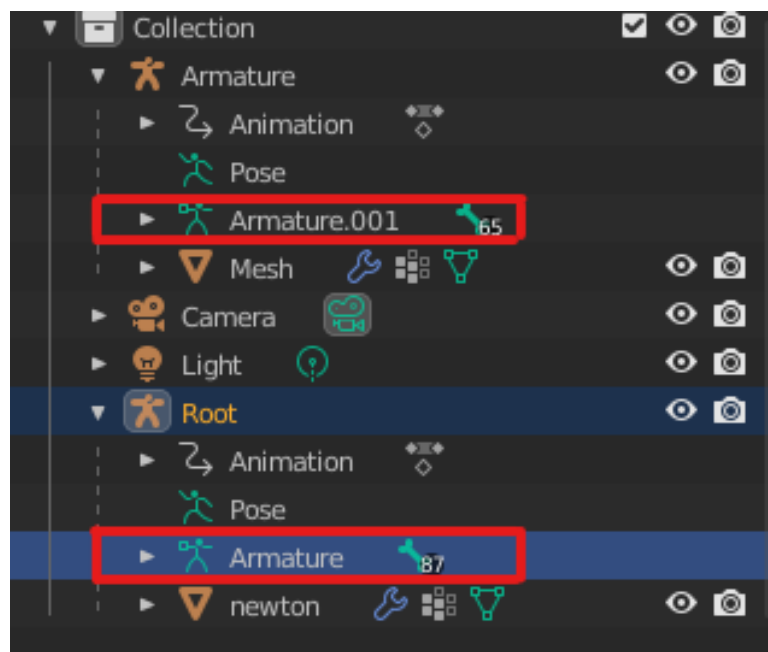 Collection
Armature
Animation
Pose
Armature.001 65
Mesh
Camera
Light
Root
Animation
Pose
Armature 87
newton